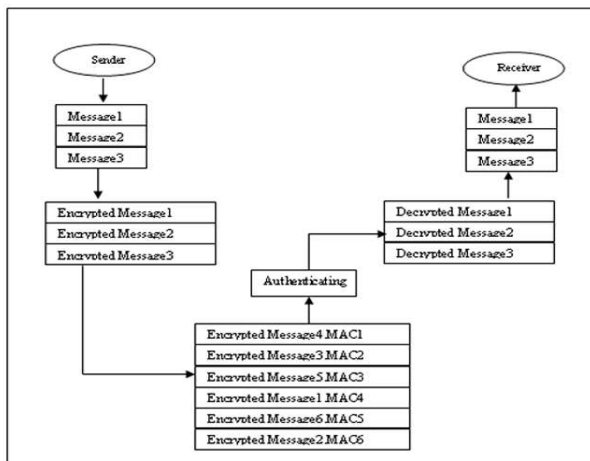 Sender
Message1
Message2
Message3
Encrypted Message1
Encrypted Message2
Encrypted Message3
Encrypted Message4.MAC1
Encrypted Message3.MAC2
Encrypted Message5.MAC3
Encrypted Message1.MAC4
Encrypted Message6.MAC5
Encrypted Message2.MAC6
Authenticating
Decrypted Message1
Decrypted Message2
Decrypted Message3
Message1
Message2
Message3
Receiver